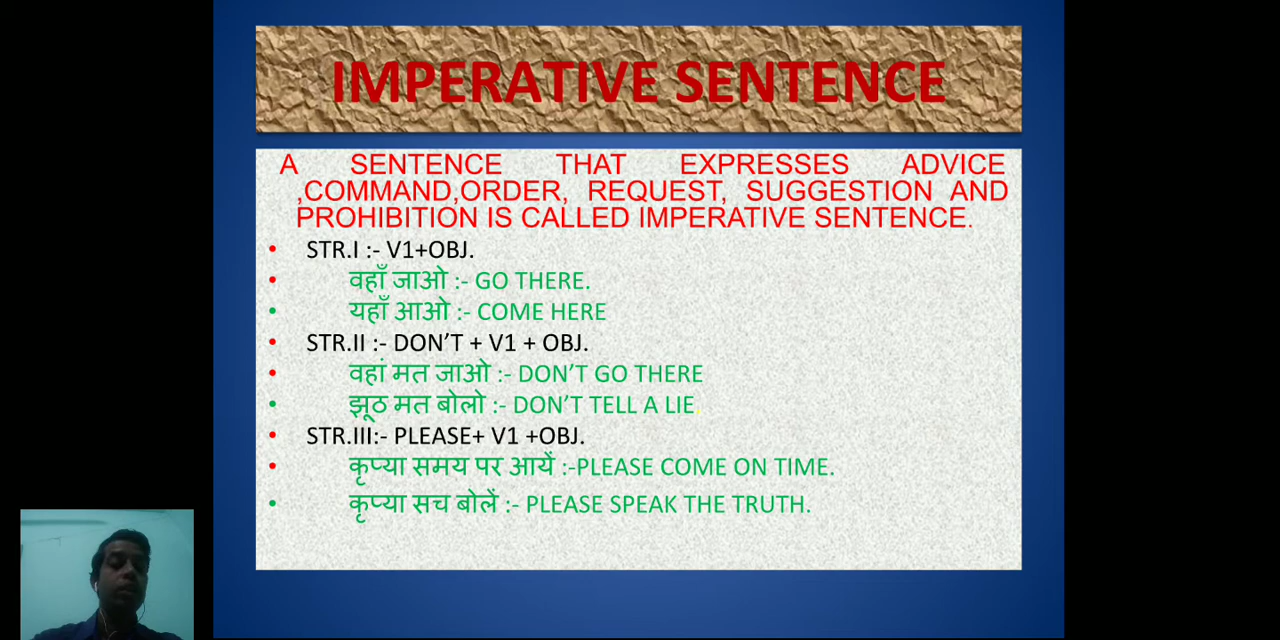 IMPERATIVE SENTENCE
A SENTENCE THAT EXPRESSES ADVICE
,COMMAND,ORDER, REQUEST, SUGGESTION AND
PROHIBITION IS CALLED IMPERATIVE SENTENCE.
• STR.I :- V1+OBJ.
• वहाँ जाओ :- GO THERE.
• यहाँ आओ :- COME HERE
• STR.II :- DON'T + V1 + OBJ.
• वहां मत जाओ :- DON'T GO THERE
• झूठ मत बोलो :- DON'T TELL A LIE.
• STR.III:- PLEASE+ V1 +OBJ.
• कृप्या समय पर आयें :-PLEASE COME ON TIME.
• कृप्या सच बोलें :- PLEASE SPEAK THE TRUTH.